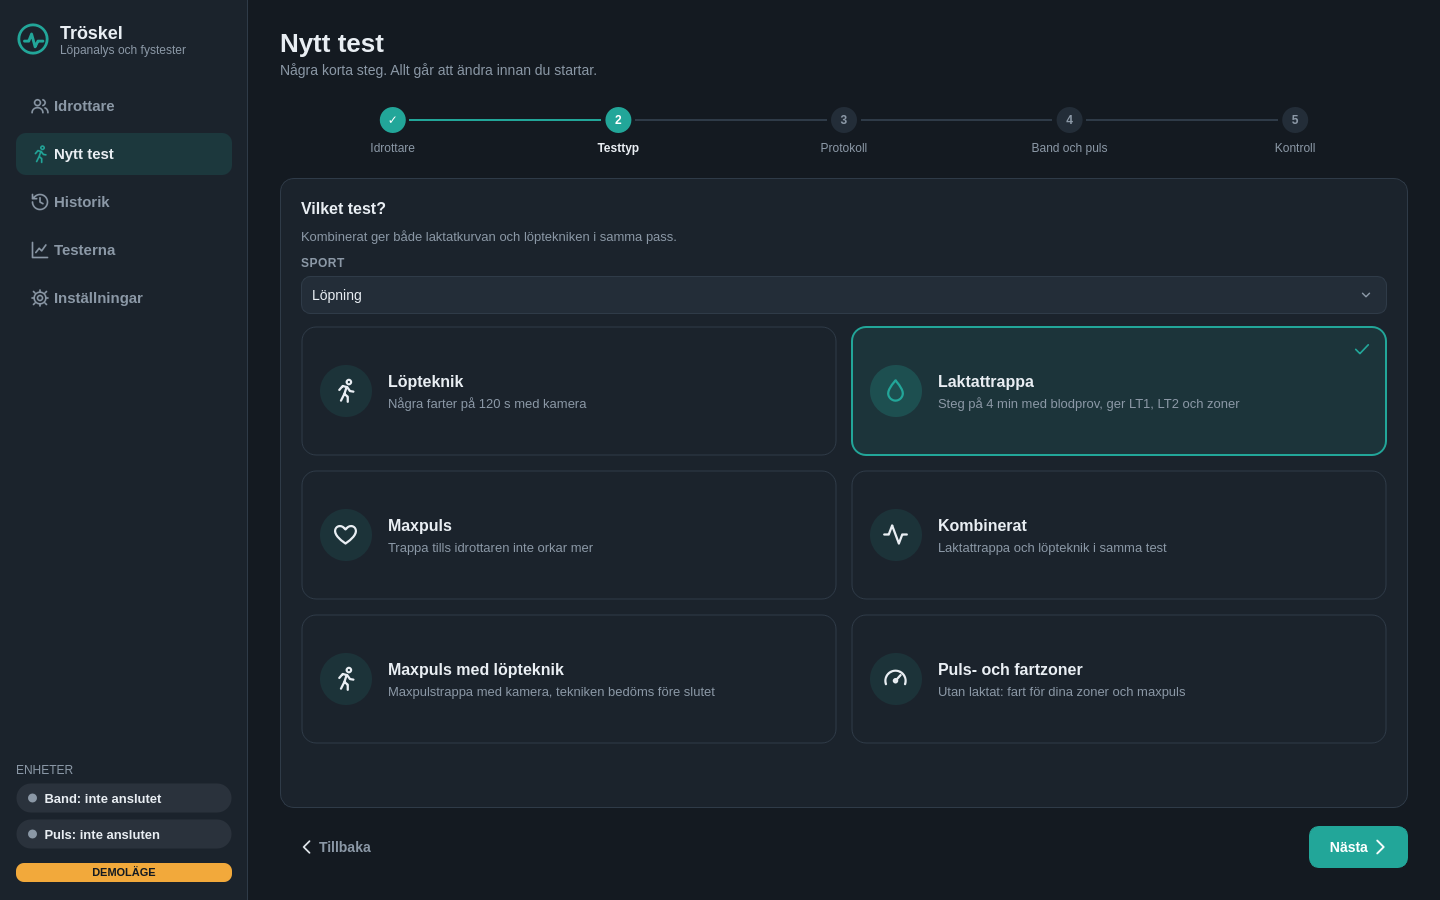 Tröskel
Löpanalys och fystester
Idrottare
Nytt test
Historik
Testerna
Inställningar
ENHETER
Band: inte anslutet
Puls: inte ansluten
DEMOLÄGE
Nytt test
Några korta steg. Allt går att ändra innan du startar.
✓ 2 3 4 5
Idrottare Testtyp Protokoll Band och puls Kontroll
Vilket test?
Kombinerat ger både laktatkurvan och löptekniken i samma pass.
SPORT
Löpning
Löpteknik
Några farter på 120 s med kamera
Laktattrappa
Steg på 4 min med blodprov, ger LT1, LT2 och zoner
Maxpuls
Trappa tills idrottaren inte orkar mer
Kombinerat
Laktattrappa och löpteknik i samma test
Maxpuls med löpteknik
Maxpulstrappa med kamera, tekniken bedöms före slutet
Puls- och fartzoner
Utan laktat: fart för dina zoner och maxpuls
Tillbaka
Nästa